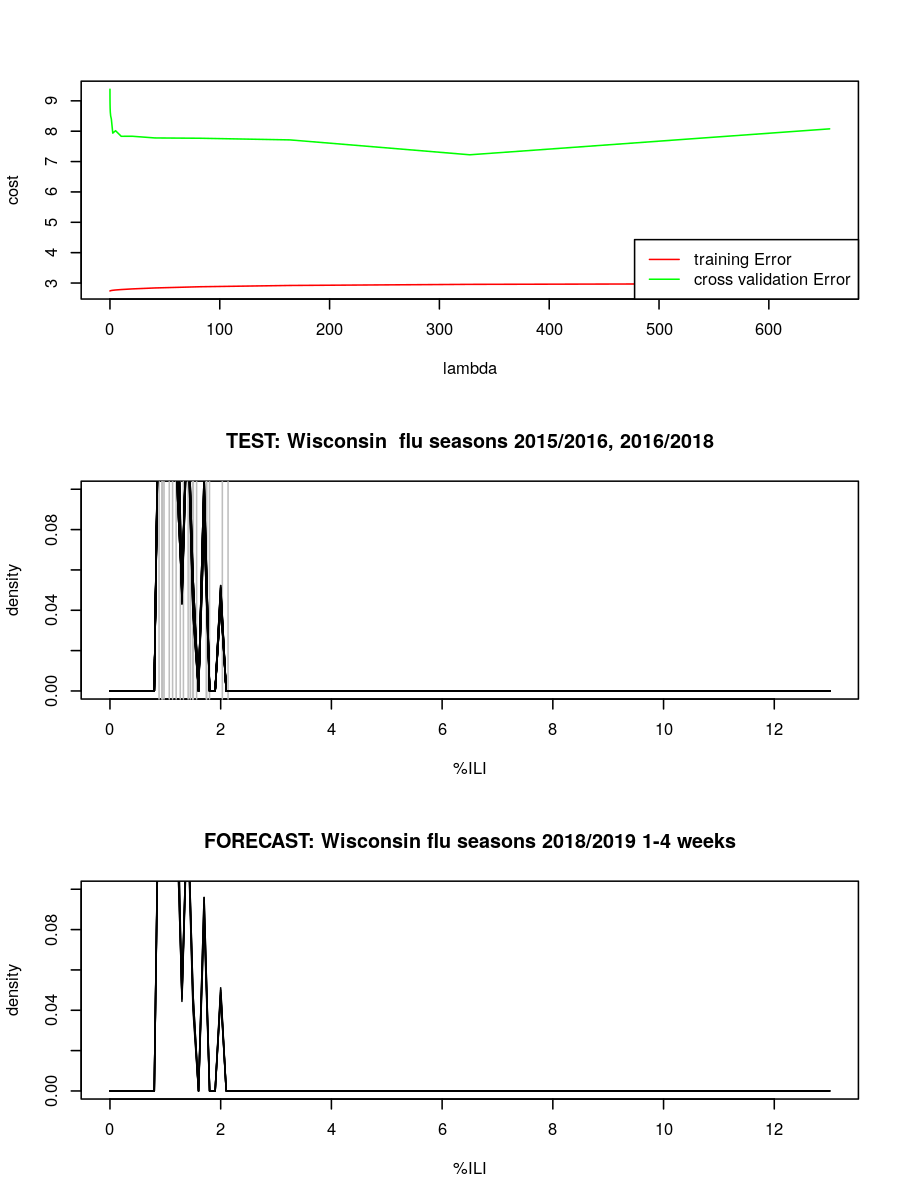 cost
9
8
7
6
5
4
3
training Error
cross validation Error
0 100 200 300 400 500 600
lambda
TEST: Wisconsin  flu seasons 2015/2016, 2016/2018
density
0.08
0.04
0.00
0 2 4 6 8 10 12
%ILI
FORECAST: Wisconsin flu seasons 2018/2019 1-4 weeks
density
0.08
0.04
0.00
0 2 4 6 8 10 12
%ILI